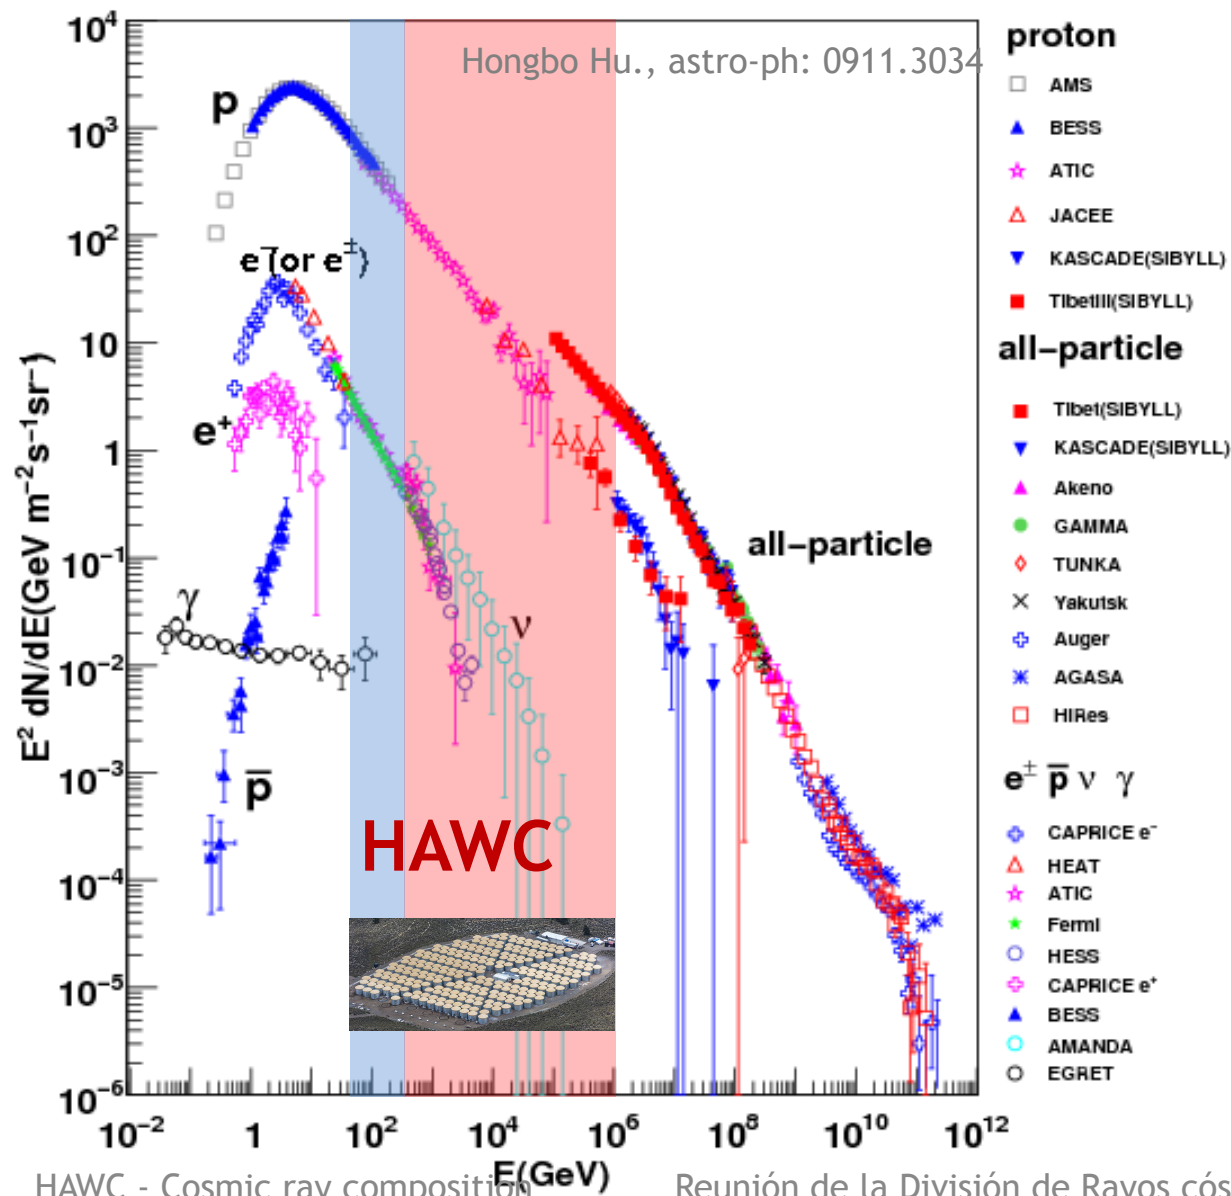 Hongbo Hu., astro-ph: 0911.3034
10⁴
10³
10²
10
1
10⁻¹
10⁻²
10⁻³
10⁻⁴
10⁻⁵
10⁻⁶
E² dN/dE(GeV m⁻²s⁻¹sr⁻¹)
p
e⁻(or e±)
e⁺
γ
p̅
ν
all-particle
HAWC
10⁻²
1
10²
10⁴
10⁶
10⁸
10¹⁰
10¹²
E(GeV)
proton
AMS
BESS
ATIC
JACEE
KASCADE(SIBYLL)
TibetIII(SIBYLL)
all-particle
Tibet(SIBYLL)
KASCADE(SIBYLL)
Akeno
GAMMA
TUNKA
Yakutsk
Auger
AGASA
HiRes
e± p̅ ν γ
CAPRICE e⁻
HEAT
ATIC
Fermi
HESS
CAPRICE e⁺
BESS
AMANDA
EGRET
HAWC - Cosmic ray composition
Reunión de la División de Rayos cós